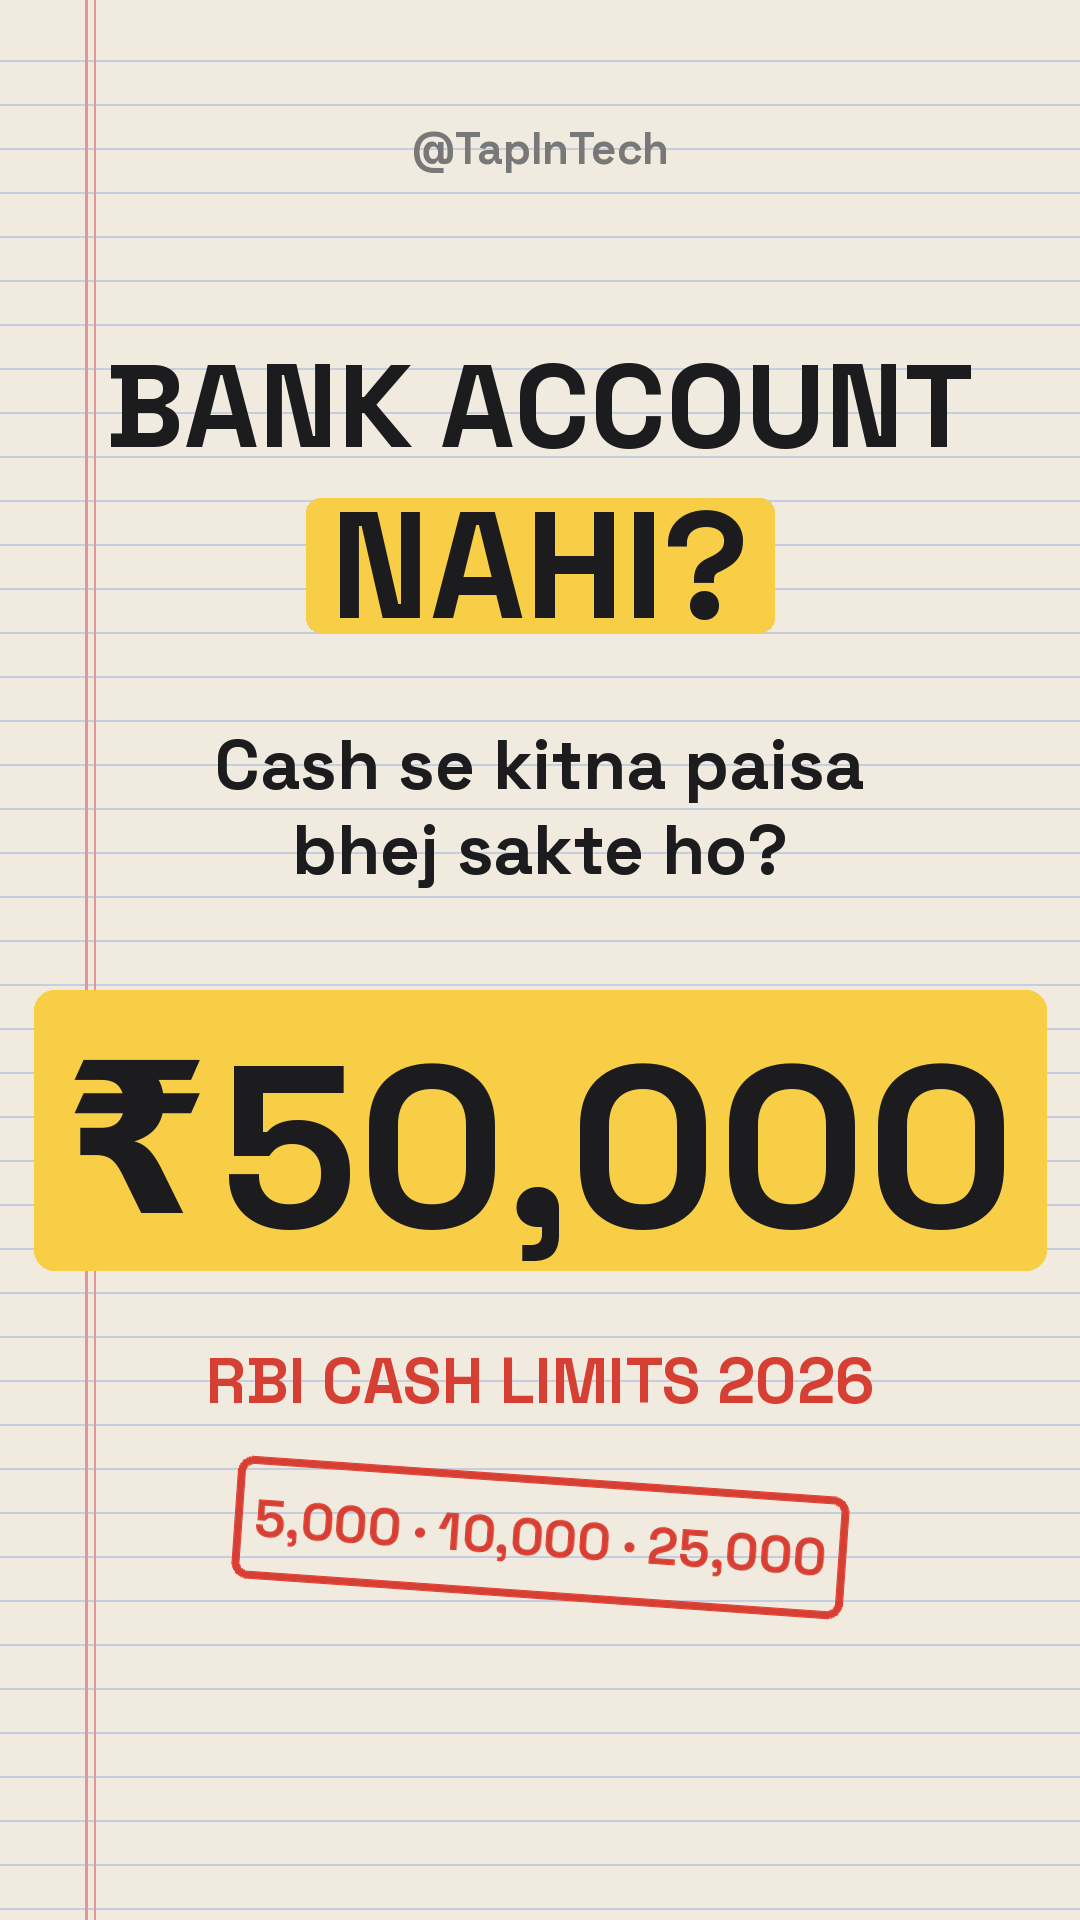 @TapInTech
BANK ACCOUNT
NAHI?
Cash se kitna paisa
bhej sakte ho?
₹50,000
RBI CASH LIMITS 2026
5,000 · 10,000 · 25,000